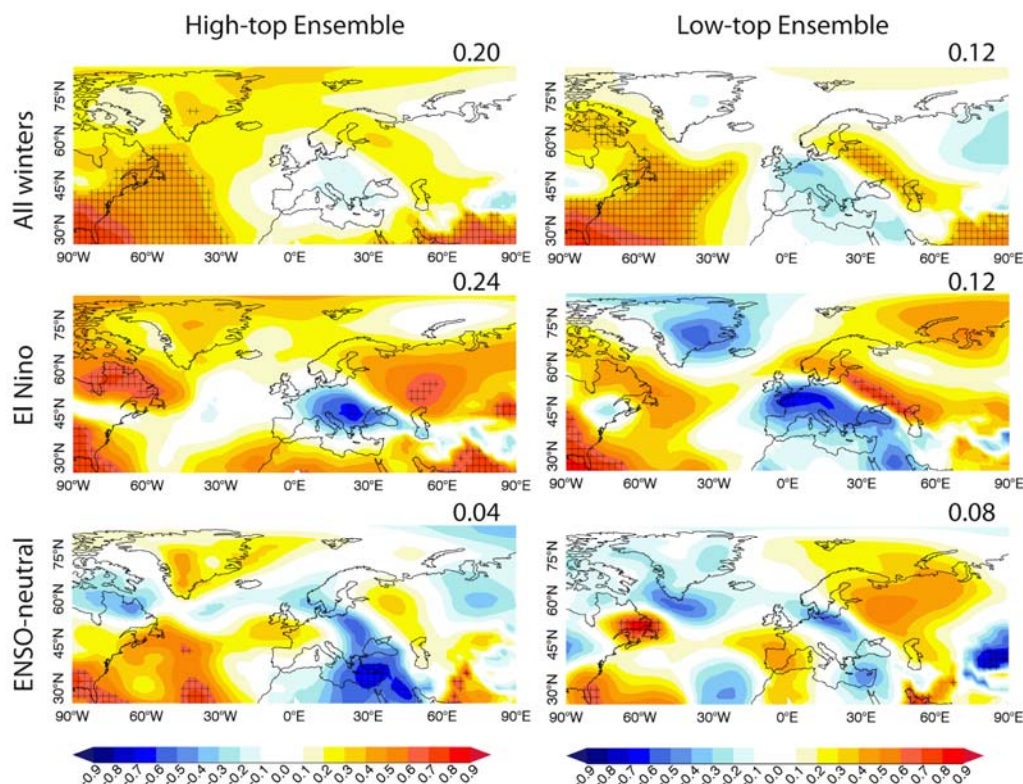 High-top Ensemble Low-top Ensemble
0.20 0.12
All winters
75°N 75°N
60°N 60°N
45°N 45°N
30°N 30°N
90°W 60°W 30°W 0°E 30°E 60°E 90°E 90°W 60°W 30°W 0°E 30°E 60°E 90°E
0.24 0.12
El Nino
75°N 75°N
60°N 60°N
45°N 45°N
30°N 30°N
90°W 60°W 30°W 0°E 30°E 60°E 90°E 90°W 60°W 30°W 0°E 30°E 60°E 90°E
0.04 0.08
ENSO-neutral
75°N 75°N
60°N 60°N
45°N 45°N
30°N 30°N
90°W 60°W 30°W 0°E 30°E 60°E 90°E 90°W 60°W 30°W 0°E 30°E 60°E 90°E
-0.9 -0.8 -0.7 -0.6 -0.5 -0.4 -0.3 -0.2 -0.1 0.0 0.1 0.2 0.3 0.4 0.5 0.6 0.7 0.8 0.9 -0.9 -0.8 -0.7 -0.6 -0.5 -0.4 -0.3 -0.2 -0.1 0.0 0.1 0.2 0.3 0.4 0.5 0.6 0.7 0.8 0.9